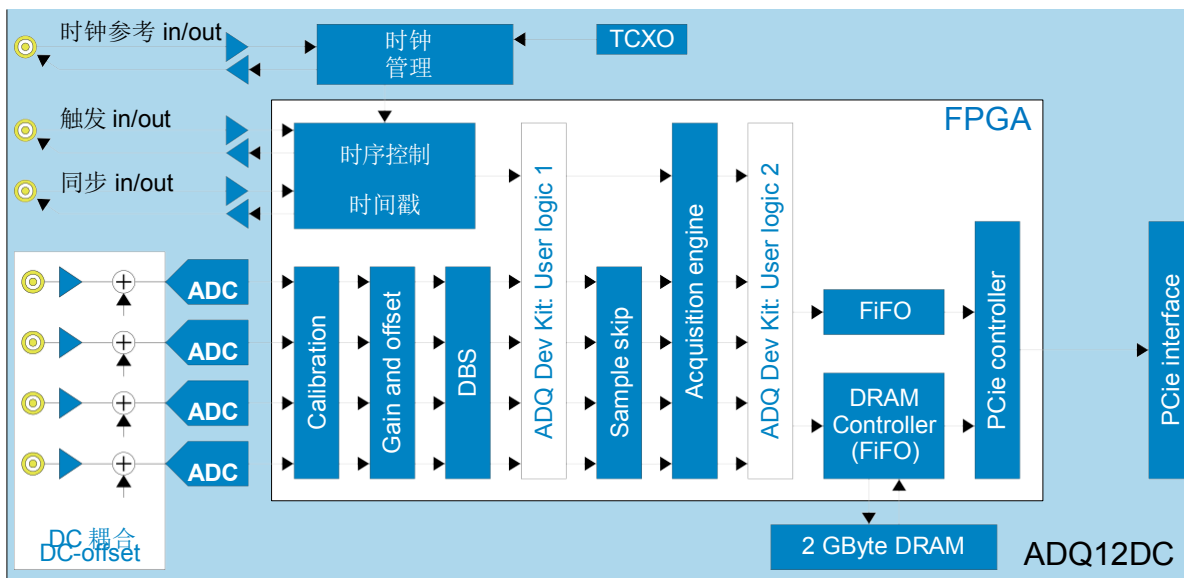 时钟参考 in/out
时钟
管理
TCXO
触发 in/out
同步 in/out
时序控制
时间戳
FPGA
ADC
ADC
ADC
ADC
DC 耦合
DC-offset
Calibration
Gain and offset
DBS
ADQ Dev Kit: User logic 1
Sample skip
Acquisition engine
ADQ Dev Kit: User logic 2
FiFO
DRAM
Controller
(FiFO)
PCie controller
PCie interface
2 GByte DRAM
ADQ12DC